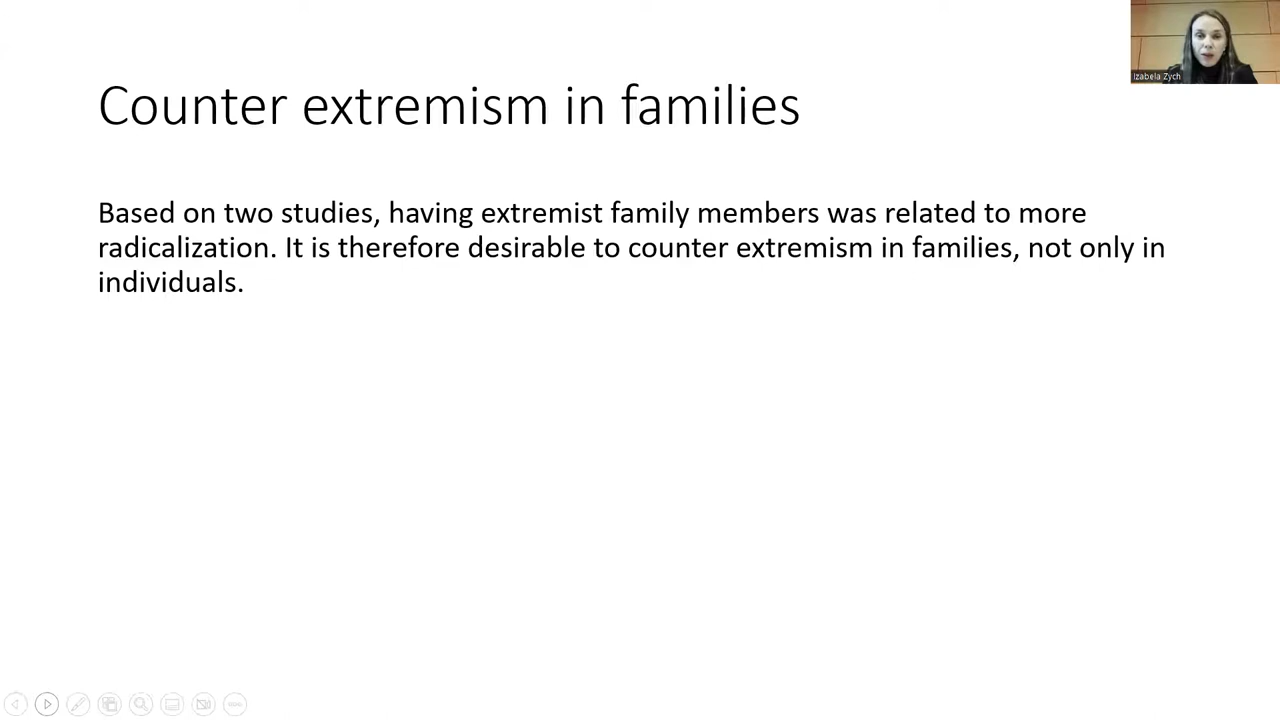 Izabela Zych
Counter extremism in families
Based on two studies, having extremist family members was related to more
radicalization. It is therefore desirable to counter extremism in families, not only in
individuals.